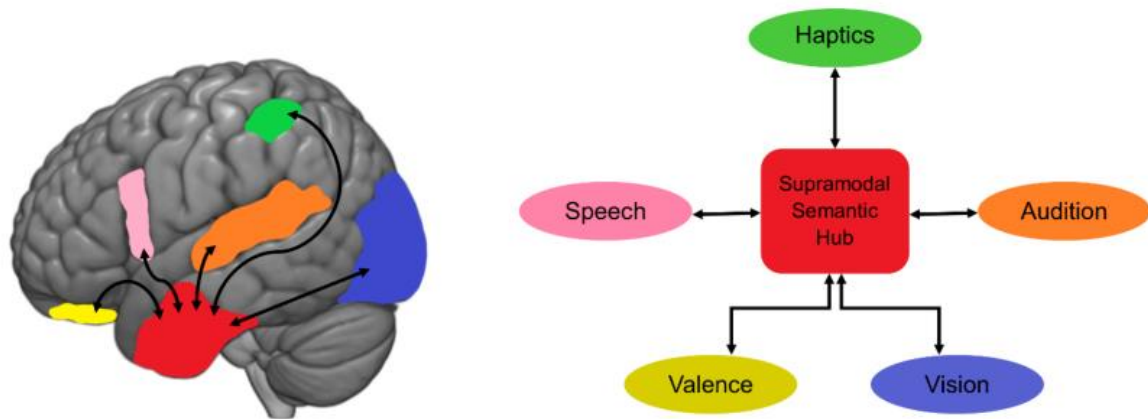 Haptics
Speech
Supramodal
Semantic
Hub
Audition
Valence
Vision